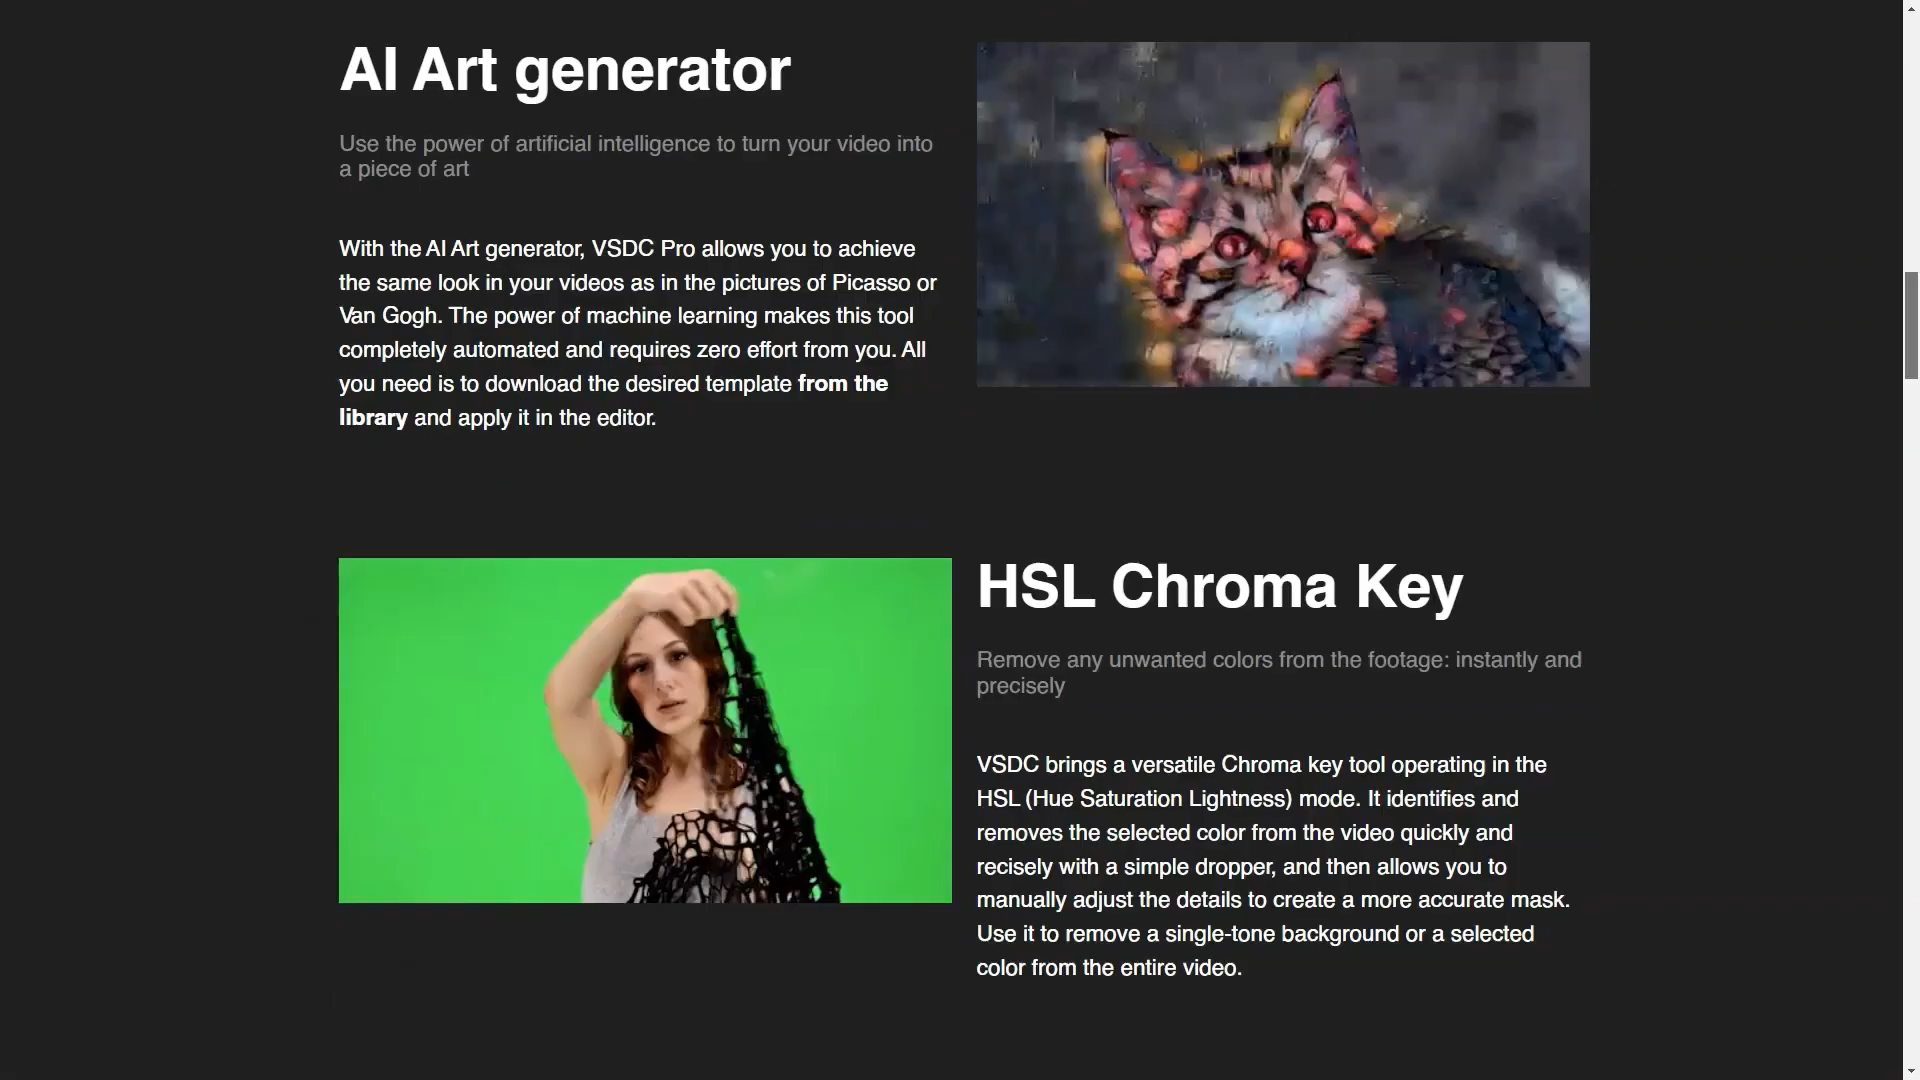 AI Art generator
Use the power of artificial intelligence to turn your video into
a piece of art
With the AI Art generator, VSDC Pro allows you to achieve
the same look in your videos as in the pictures of Picasso or
Van Gogh. The power of machine learning makes this tool
completely automated and requires zero effort from you. All
you need is to download the desired template from the
library and apply it in the editor.
HSL Chroma Key
Remove any unwanted colors from the footage: instantly and
precisely
VSDC brings a versatile Chroma key tool operating in the
HSL (Hue Saturation Lightness) mode. It identifies and
removes the selected color from the video quickly and
recisely with a simple dropper, and then allows you to
manually adjust the details to create a more accurate mask.
Use it to remove a single-tone background or a selected
color from the entire video.